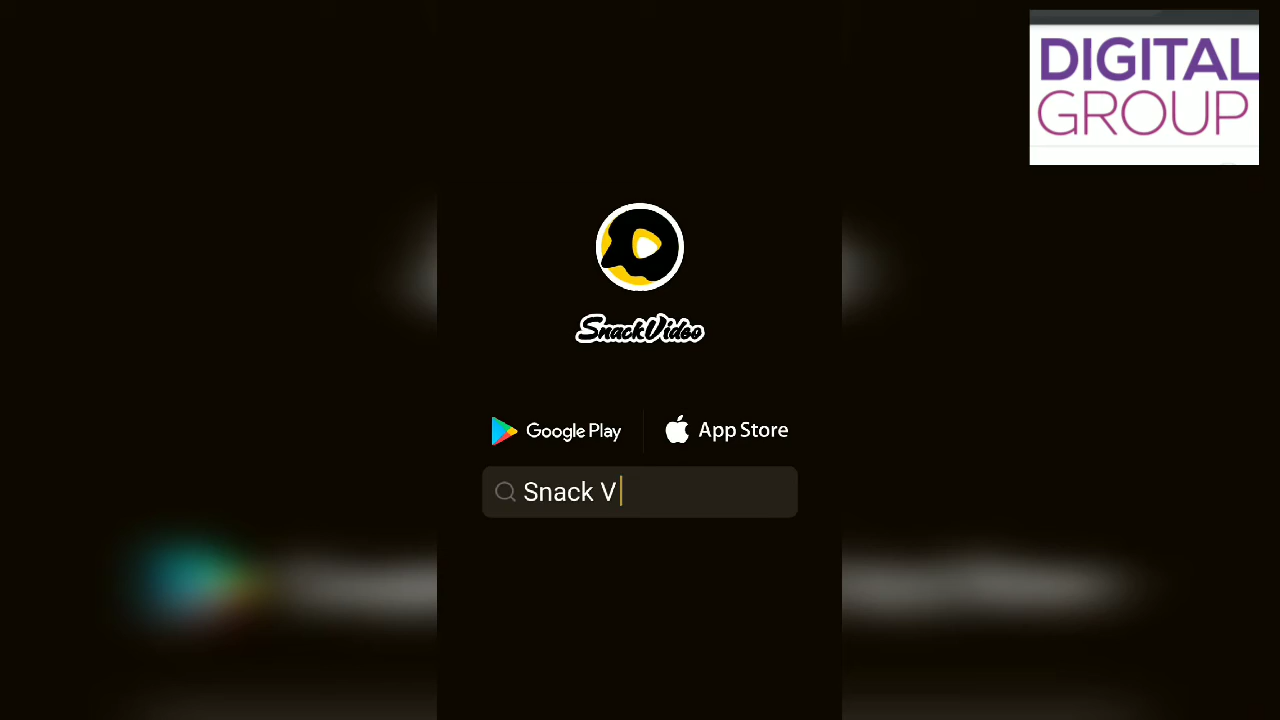 DIGITAL
GROUP
SnackVideo
Google Play
App Store
Snack V